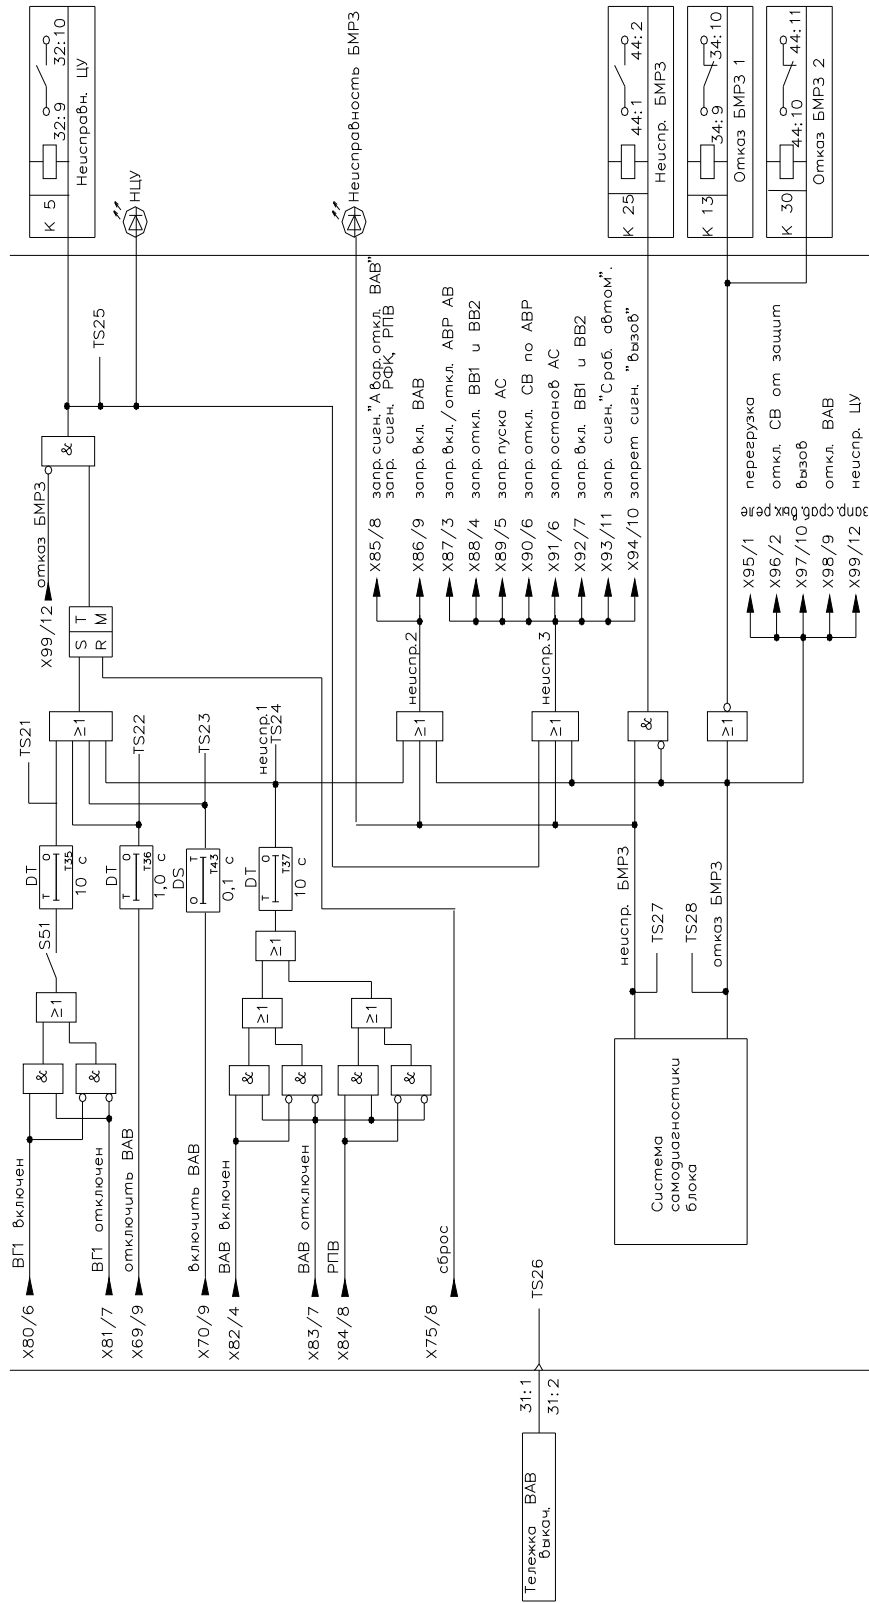 К 5
32:9
32:10
Неисправн. ЦУ
НЦУ
Неисправность БМРЗ
К 25
44:1
44:2
Неиспр. БМРЗ
К 13
34:9
34:10
Отказ БМРЗ 1
К 30
44:10
44:11
Отказ БМРЗ 2
TS25
&
отказ БМРЗ
X99/12
S T
R M
≥1
TS21
TS22
TS23
неиспр.1
TS24
неиспр.2
неиспр.3
X85/8 запр.сигн."Авар.откл. ВАВ"
запр. сигн. РФК, РПВ
X86/9 запр.вкл. ВАВ
X87/3 запр.вкл./откл. АВР АВ
X88/4 запр.откл. ВВ1 и ВВ2
X89/5 запр.пуска АС
X90/6 запр.откл. СВ по АВР
X91/6 запр.останов АС
X92/7 запр.вкл. ВВ1 и ВВ2
X93/11 запр. сигн."Сраб. автом".
X94/10 запрет сигн. "вызов"
X95/1 перегрузка
X96/2 откл. СВ от защит
X97/10 вызов
X98/9 откл. ВАВ
X99/12 неиспр. ЦУ
запр.сраб.вых.реле
≥1
≥1
&
≥1
DT
T O
T35
10 с
DT
T O
T36
1,0 с
DS
O T
T43
0,1 с
DT
T O
T37
10 с
S51
≥1
≥1
≥1
≥1
&
&
&
&
&
&
неиспр. БМРЗ
TS27
TS28
отказ БМРЗ
Система
самодиагностики
блока
X80/6 ВГ1 включен
X81/7 ВГ1 отключен
X69/9 отключить ВАВ
X70/9 включить ВАВ
X82/4 ВАВ включен
X83/7 ВАВ отключен
X84/8 РПВ
X75/8 сброс
TS26
31:1
31:2
Тележка ВАВ
выкач.